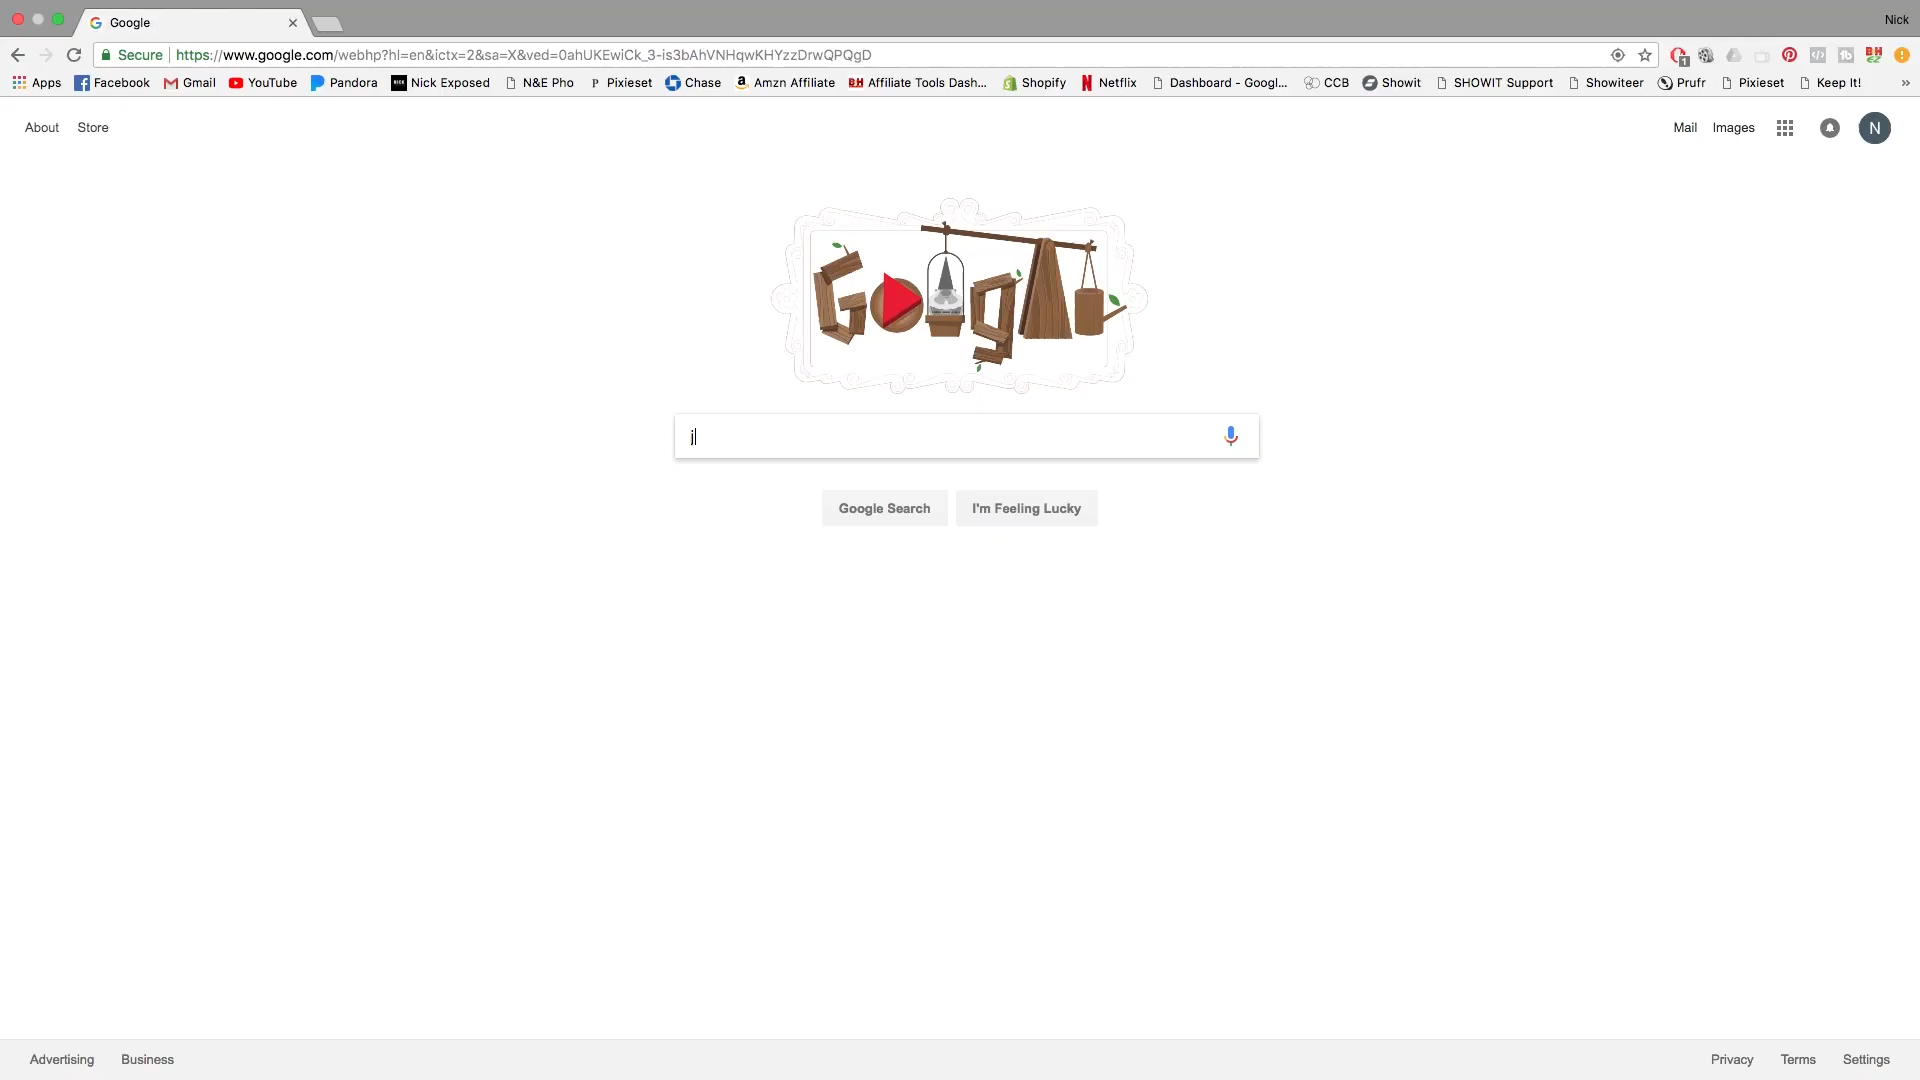 Google
Nick
Secure https://www.google.com/webhp?hl=en&ictx=2&sa=X&ved=0ahUKEwiCk_3-is3bAhVNHqwKHYzzDrwQPQgD
Apps Facebook Gmail YouTube Pandora Nick Exposed N&E Pho Pixieset Chase Amzn Affiliate Affiliate Tools Dash... Shopify Netflix Dashboard - Googl... CCB Showit SHOWIT Support Showiteer Prufr Pixieset Keep It! »
About Store Mail Images N
j
Google Search I'm Feeling Lucky
Advertising Business Privacy Terms Settings